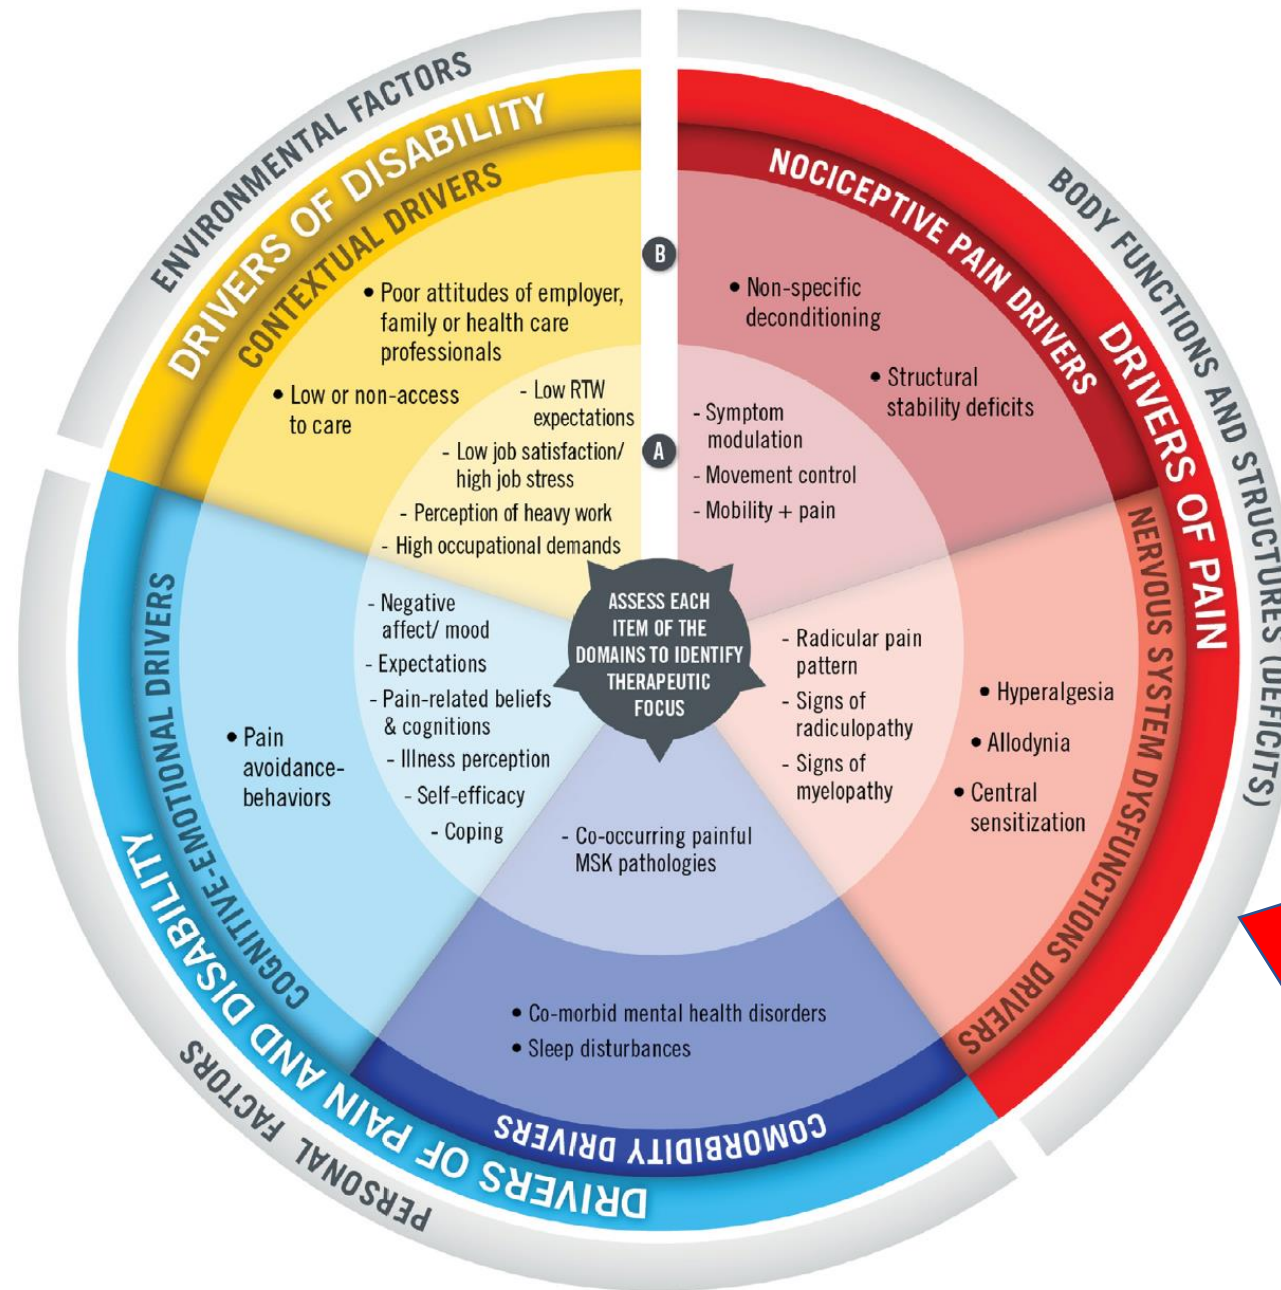 ENVIRONMENTAL FACTORS
DRIVERS OF DISABILITY
CONTEXTUAL DRIVERS
• Poor attitudes of employer,
family or health care
professionals
• Low or non-access
to care
- Low RTW
expectations
- Low job satisfaction/
high job stress
- Perception of heavy work
- High occupational demands
B
A
BODY FUNCTIONS AND STRUCTURES (DEFICITS)
DRIVERS OF PAIN
NOCICEPTIVE PAIN DRIVERS
• Non-specific
deconditioning
• Structural
stability deficits
- Symptom
modulation
- Movement control
- Mobility + pain
NERVOUS SYSTEM DYSFUNCTIONS DRIVERS
- Radicular pain
pattern
- Signs of
radiculopathy
- Signs of
myelopathy
• Hyperalgesia
• Allodynia
• Central
sensitization
ASSESS EACH
ITEM OF THE
DOMAINS TO IDENTIFY
THERAPEUTIC
FOCUS
PERSONAL FACTORS
DRIVERS OF PAIN AND DISABILITY
COGNITIVE-EMOTIONAL DRIVERS
- Negative
affect/ mood
- Expectations
- Pain-related beliefs
& cognitions
- Illness perception
- Self-efficacy
- Coping
• Pain
avoidance-
behaviors
- Co-occurring painful
MSK pathologies
• Co-morbid mental health disorders
• Sleep disturbances
COMORBIDITY DRIVERS